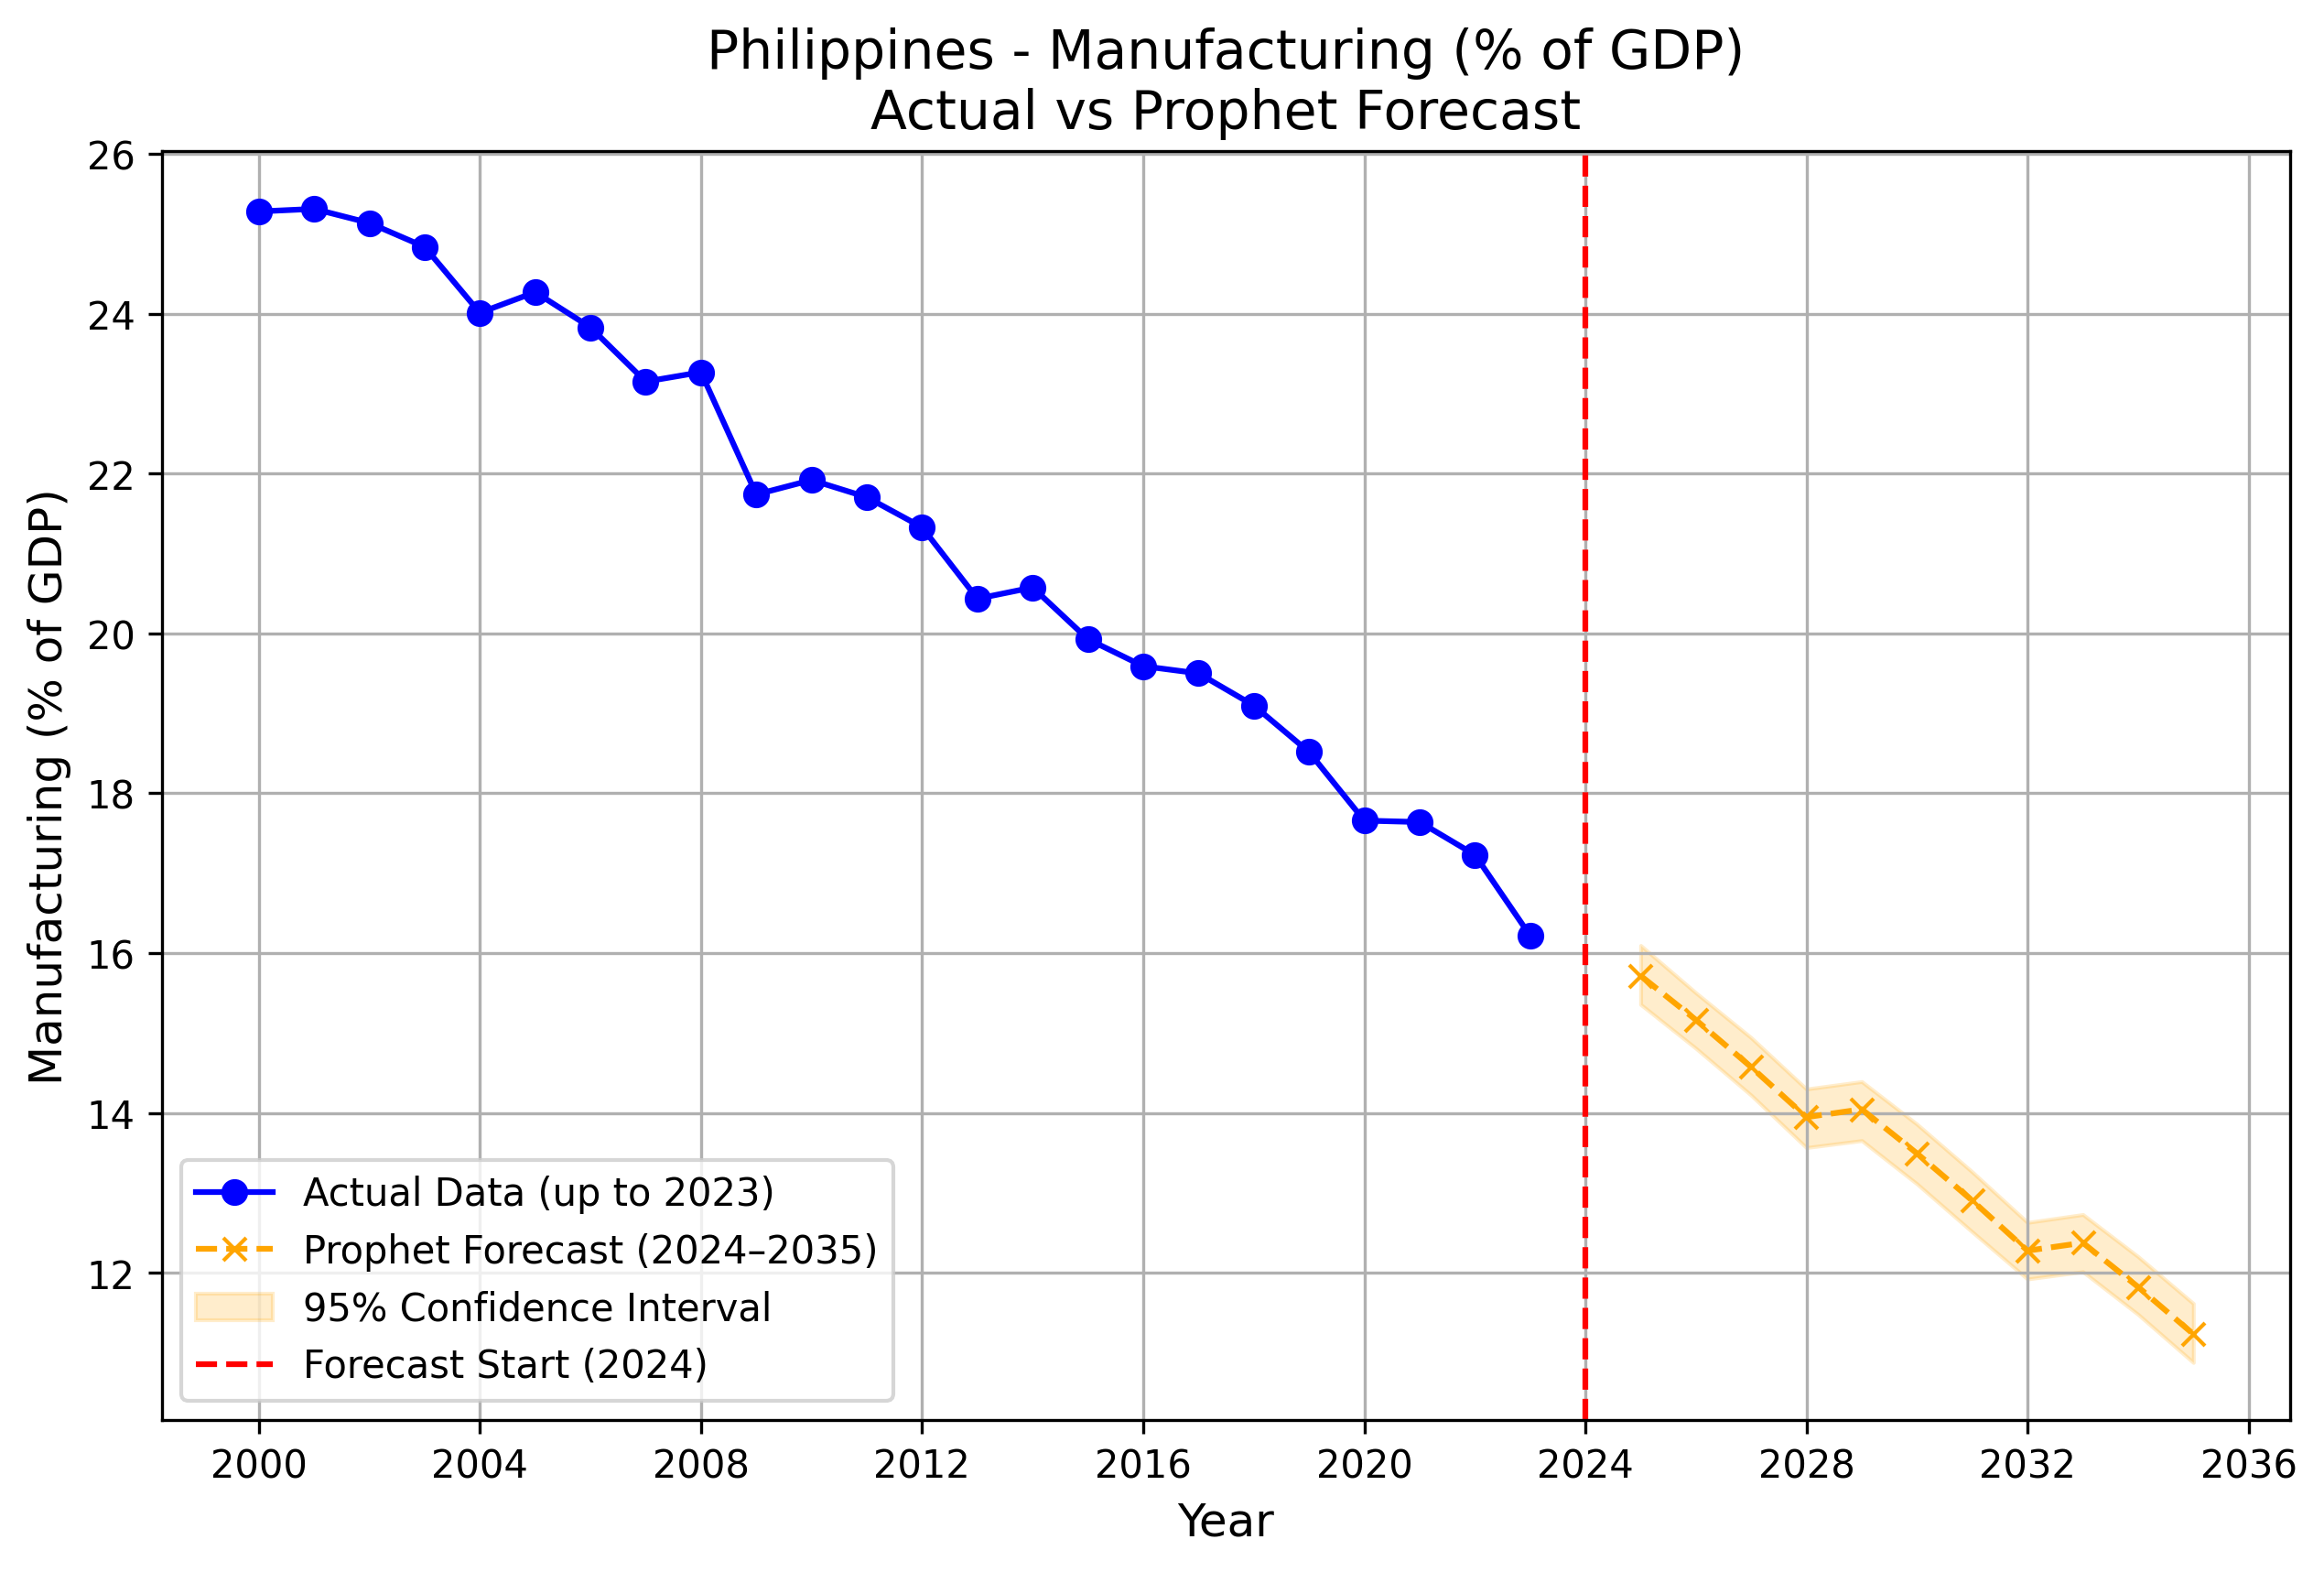 Philippines - Manufacturing (% of GDP)
Actual vs Prophet Forecast
Manufacturing (% of GDP)
26
24
22
20
18
16
14
12
Actual Data (up to 2023)
Prophet Forecast (2024–2035)
95% Confidence Interval
Forecast Start (2024)
2000 2004 2008 2012 2016 2020 2024 2028 2032 2036
Year